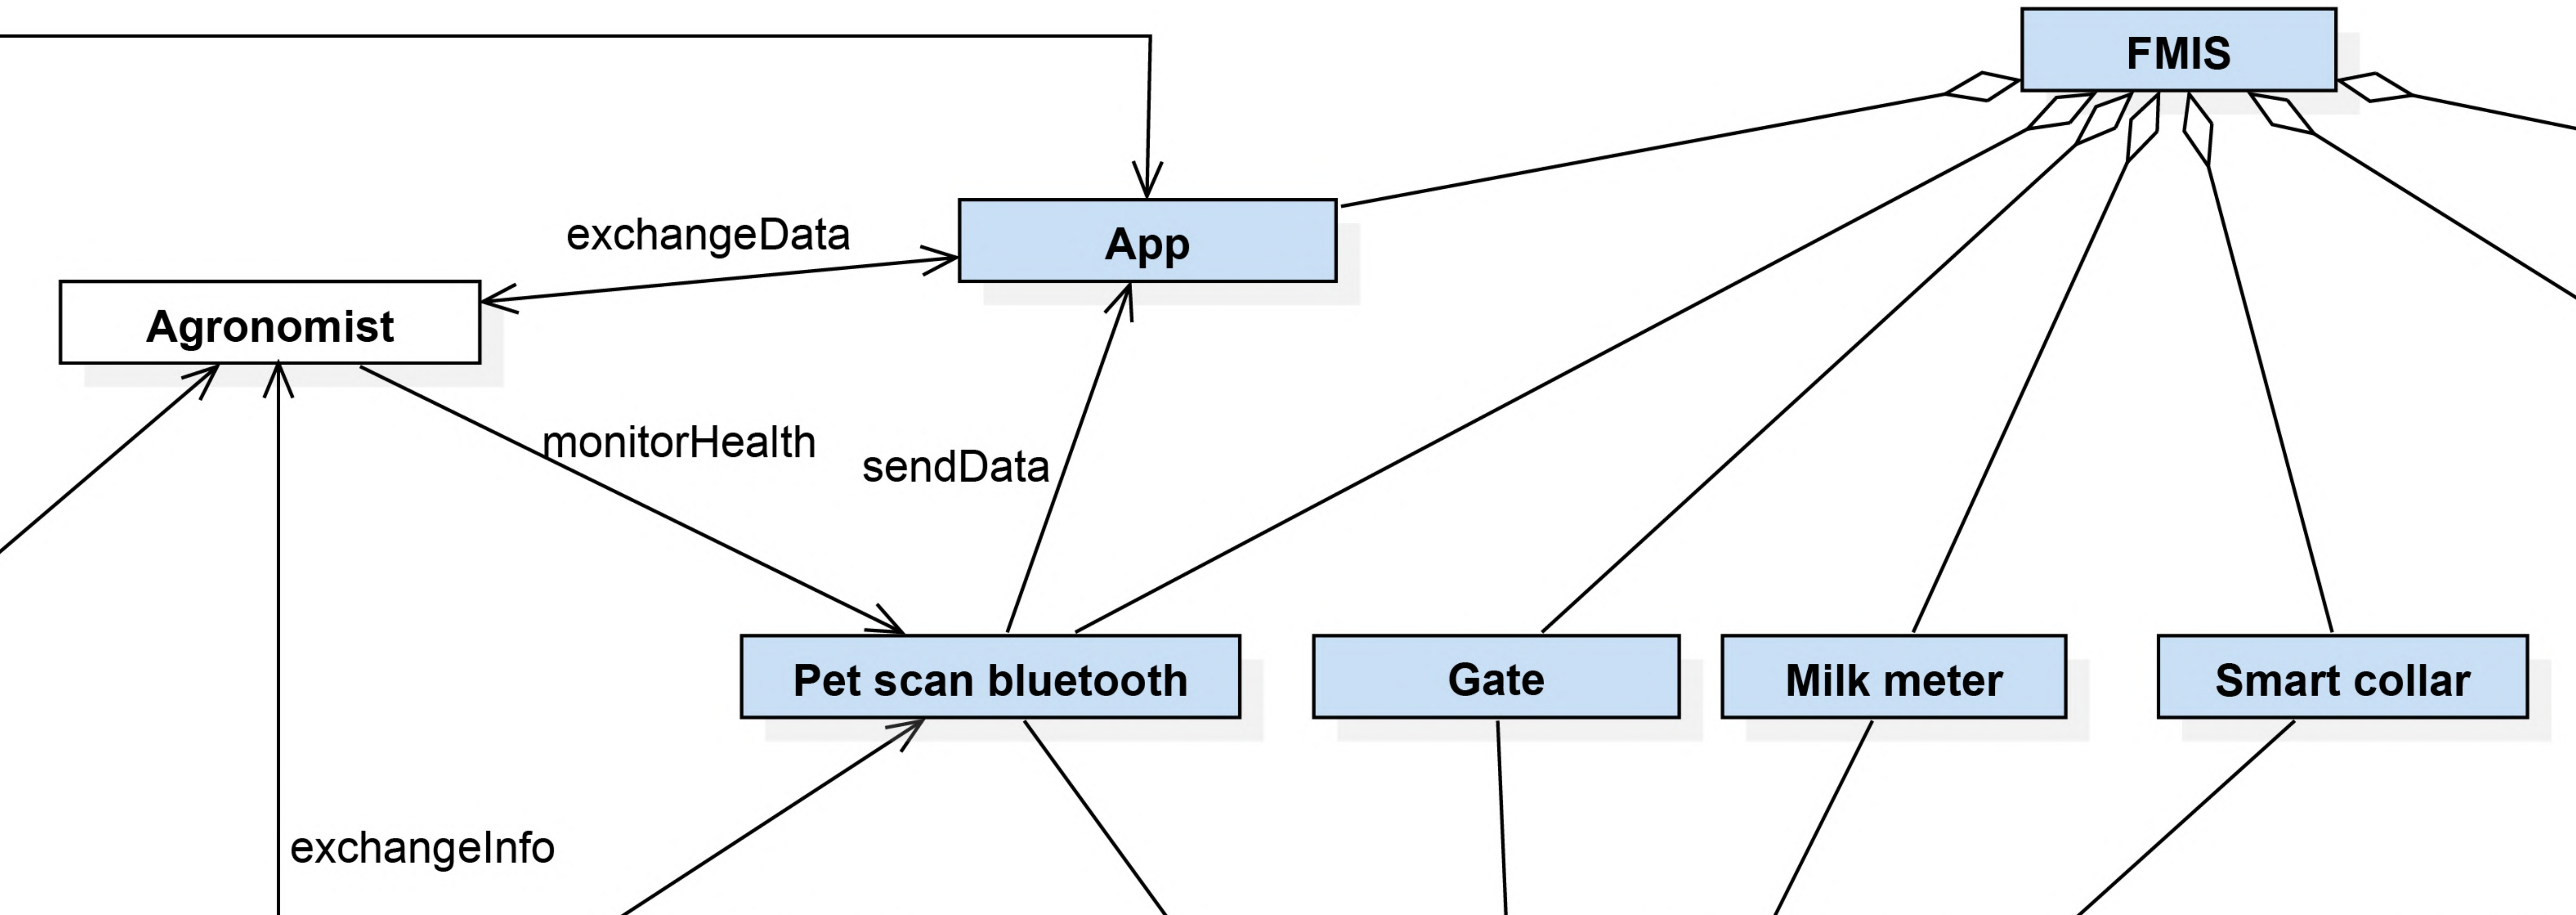 FMIS
exchangeData
App
Agronomist
monitorHealth
sendData
Pet scan bluetooth
Gate
Milk meter
Smart collar
exchangeInfo